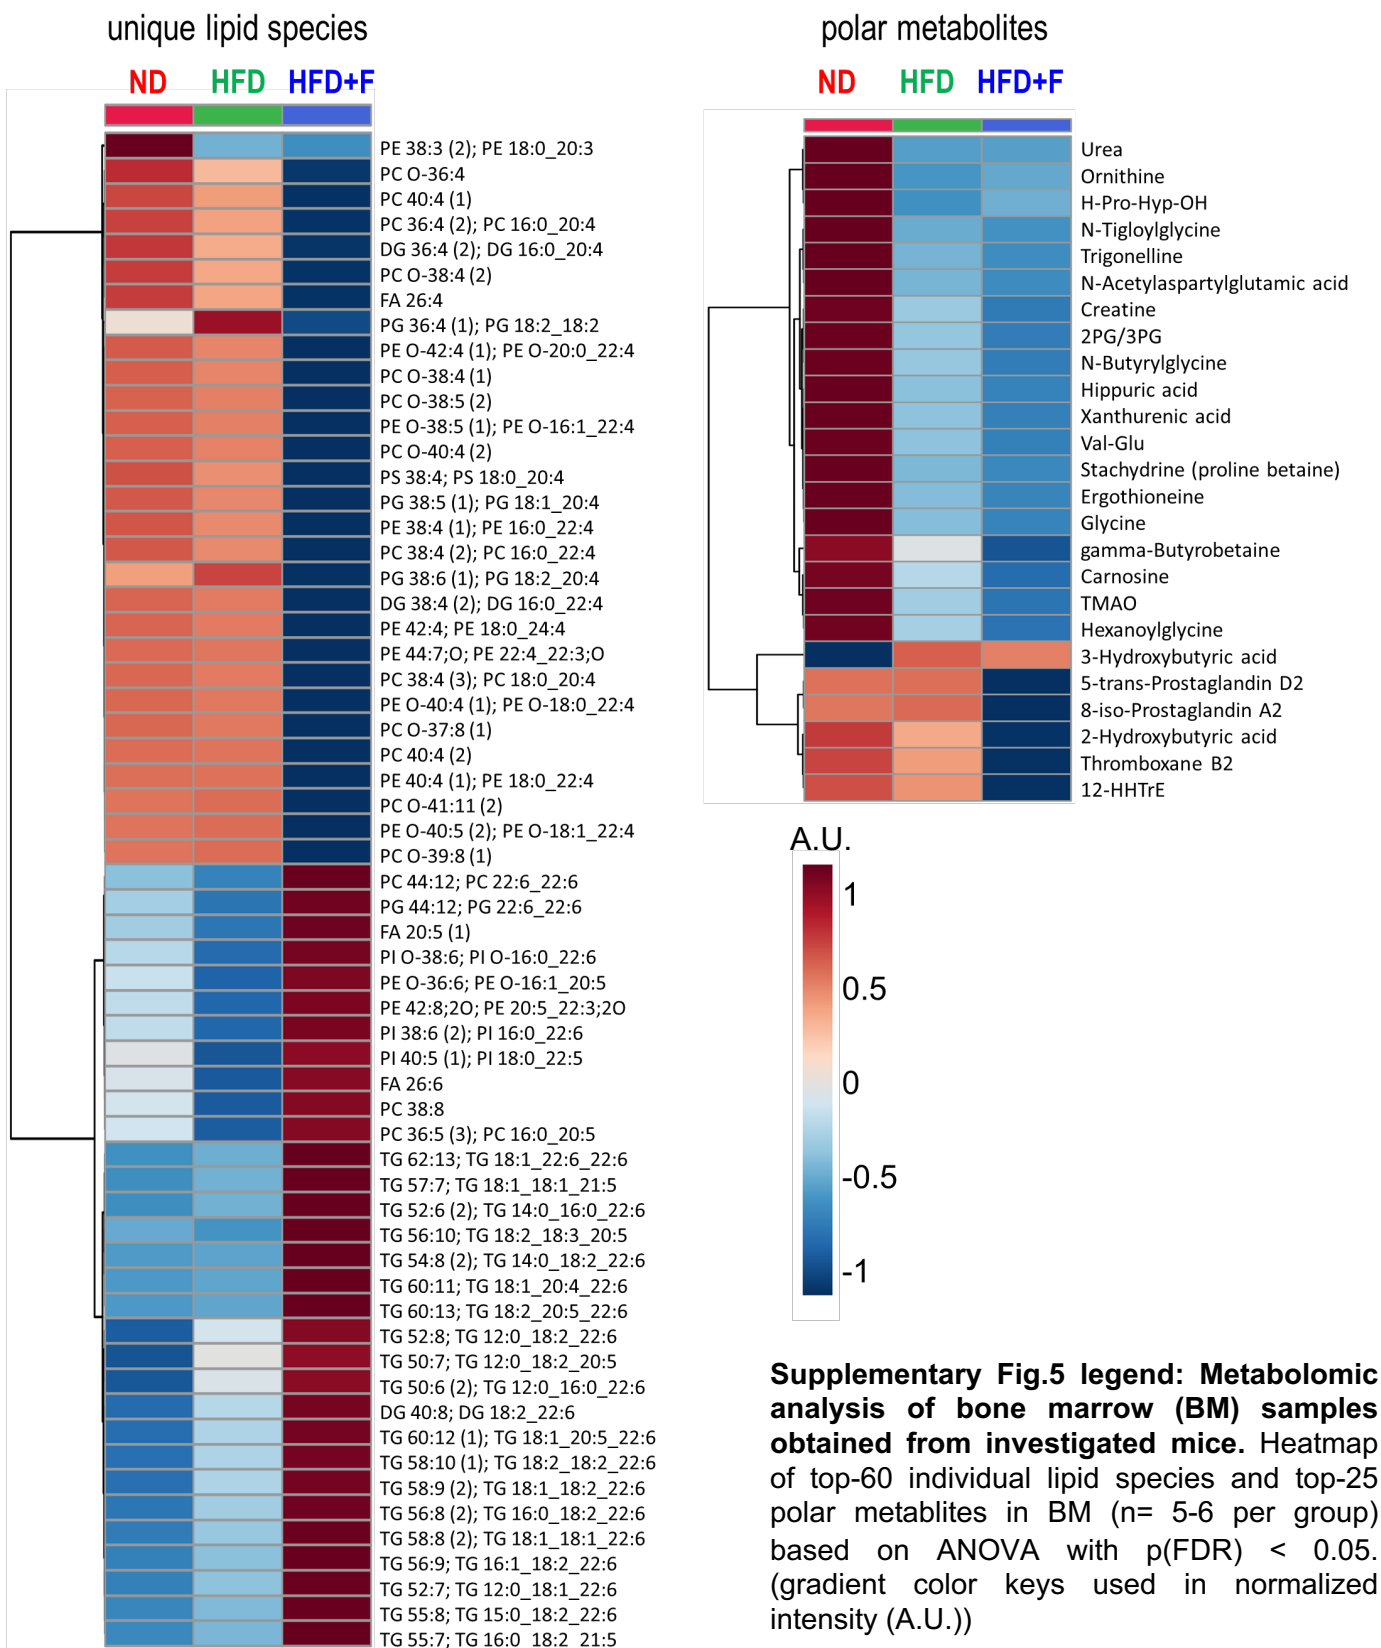 unique lipid species
ND HFD HFD+F
PE 38:3 (2); PE 18:0_20:3
PC O-36:4
PC 40:4 (1)
PC 36:4 (2); PC 16:0_20:4
DG 36:4 (2); DG 16:0_20:4
PC O-38:4 (2)
FA 26:4
PG 36:4 (1); PG 18:2_18:2
PE O-42:4 (1); PE O-20:0_22:4
PC O-38:4 (1)
PC O-38:5 (2)
PE O-38:5 (1); PE O-16:1_22:4
PC O-40:4 (2)
PS 38:4; PS 18:0_20:4
PG 38:5 (1); PG 18:1_20:4
PE 38:4 (1); PE 16:0_22:4
PC 38:4 (2); PC 16:0_22:4
PG 38:6 (1); PG 18:2_20:4
DG 38:4 (2); DG 16:0_22:4
PE 42:4; PE 18:0_24:4
PE 44:7;O; PE 22:4_22:3;O
PC 38:4 (3); PC 18:0_20:4
PE O-40:4 (1); PE O-18:0_22:4
PC O-37:8 (1)
PC 40:4 (2)
PE 40:4 (1); PE 18:0_22:4
PC O-41:11 (2)
PE O-40:5 (2); PE O-18:1_22:4
PC O-39:8 (1)
PC 44:12; PC 22:6_22:6
PG 44:12; PG 22:6_22:6
FA 20:5 (1)
PI O-38:6; PI O-16:0_22:6
PE O-36:6; PE O-16:1_20:5
PE 42:8;2O; PE 20:5_22:3;2O
PI 38:6 (2); PI 16:0_22:6
PI 40:5 (1); PI 18:0_22:5
FA 26:6
PC 38:8
PC 36:5 (3); PC 16:0_20:5
TG 62:13; TG 18:1_22:6_22:6
TG 57:7; TG 18:1_18:1_21:5
TG 52:6 (2); TG 14:0_16:0_22:6
TG 56:10; TG 18:2_18:3_20:5
TG 54:8 (2); TG 14:0_18:2_22:6
TG 60:11; TG 18:1_20:4_22:6
TG 60:13; TG 18:2_20:5_22:6
TG 52:8; TG 12:0_18:2_22:6
TG 50:7; TG 12:0_18:2_20:5
TG 50:6 (2); TG 12:0_16:0_22:6
DG 40:8; DG 18:2_22:6
TG 60:12 (1); TG 18:1_20:5_22:6
TG 58:10 (1); TG 18:2_18:2_22:6
TG 58:9 (2); TG 18:1_18:2_22:6
TG 56:8 (2); TG 16:0_18:2_22:6
TG 58:8 (2); TG 18:1_18:1_22:6
TG 56:9; TG 16:1_18:2_22:6
TG 52:7; TG 12:0_18:1_22:6
TG 55:8; TG 15:0_18:2_22:6
TG 55:7; TG 16:0_18:2_21:5
polar metabolites
ND HFD HFD+F
Urea
Ornithine
H-Pro-Hyp-OH
N-Tigloylglycine
Trigonelline
N-Acetylaspartylglutamic acid
Creatine
2PG/3PG
N-Butyrylglycine
Hippuric acid
Xanthurenic acid
Val-Glu
Stachydrine (proline betaine)
Ergothioneine
Glycine
gamma-Butyrobetaine
Carnosine
TMAO
Hexanoylglycine
3-Hydroxybutyric acid
5-trans-Prostaglandin D2
8-iso-Prostaglandin A2
2-Hydroxybutyric acid
Thromboxane B2
12-HHTrE
A.U.
1
0.5
0
-0.5
-1
Supplementary Fig.5 legend: Metabolomic
analysis of bone marrow (BM) samples
obtained from investigated mice. Heatmap
of top-60 individual lipid species and top-25
polar metablites in BM (n= 5-6 per group)
based on ANOVA with p(FDR) < 0.05.
(gradient color keys used in normalized
intensity (A.U.))